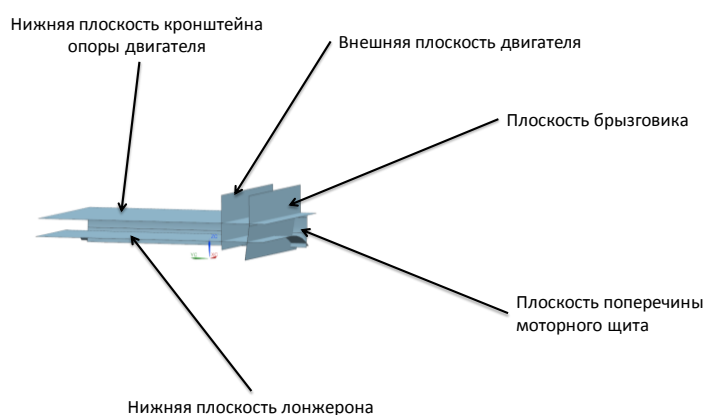 Нижняя плоскость кронштейна
опоры двигателя
Внешняя плоскость двигателя
Плоскость брызговика
Плоскость поперечины
моторного щита
Нижняя плоскость лонжерона